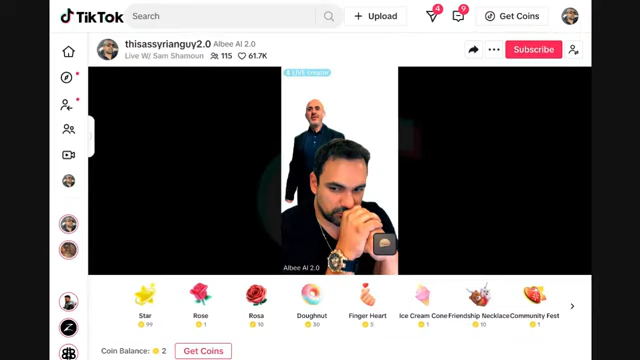 TikTok
Search
Upload
4
9
Get Coins
thisassyrianguy2.0 Albee Al 2.0
Live W/ Sam Shamoun 115 61.7K
Subscribe
LIVE creator
Albee Al 2.0
Star
99
Rose
1
Rosa
10
Doughnut
30
Finger Heart
5
Ice Cream Cone
1
Friendship Necklace
10
Community Fest
1
Coin Balance: 2 Get Coins